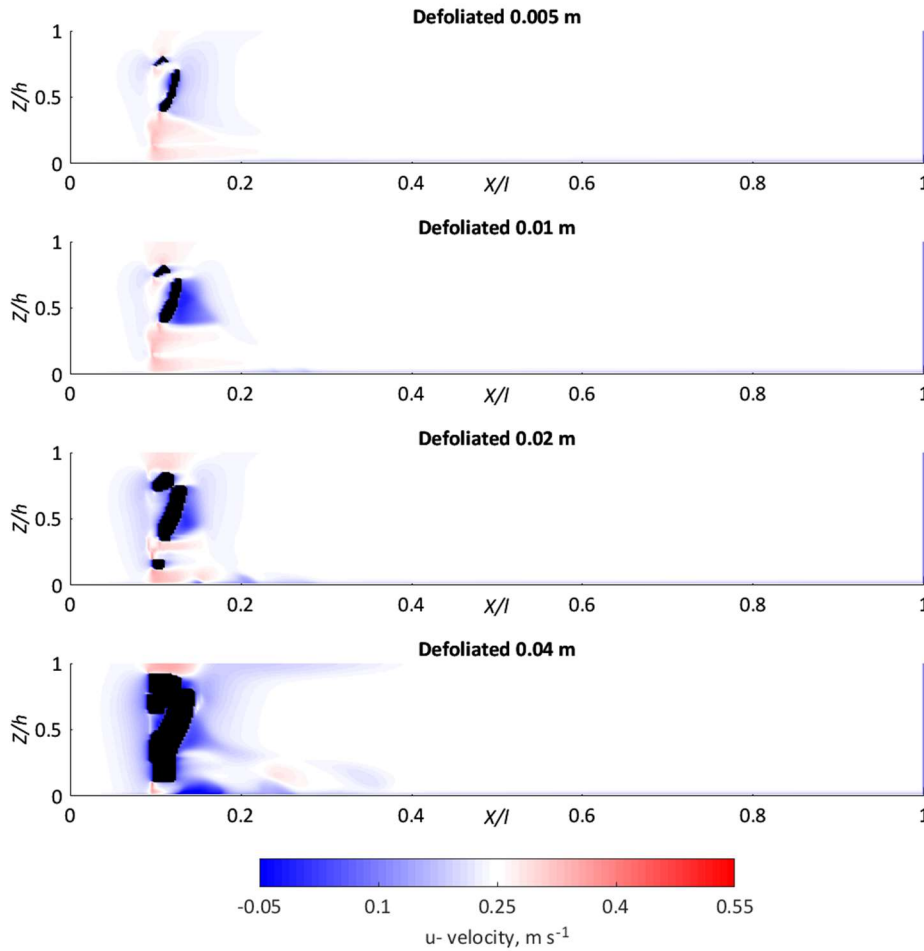 Defoliated 0.005 m
1
0.5
0
Z/h
0 0.2 0.4 0.6 0.8 1
X/l
Defoliated 0.01 m
1
0.5
0
Z/h
0 0.2 0.4 0.6 0.8 1
X/l
Defoliated 0.02 m
1
0.5
0
Z/h
0 0.2 0.4 0.6 0.8 1
X/l
Defoliated 0.04 m
1
0.5
0
Z/h
0 0.2 0.4 0.6 0.8 1
X/l
-0.05 0.1 0.25 0.4 0.55
u- velocity, m s⁻¹